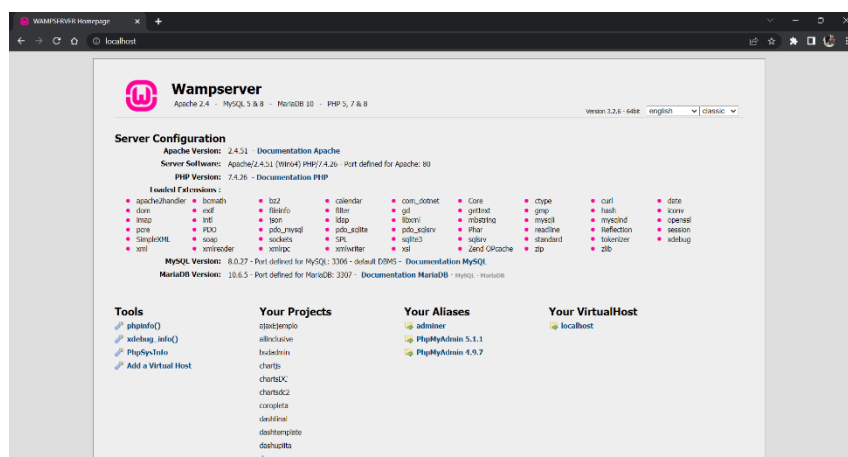 WAMPSERVER Homepage
localhost
Wampserver
Apache 2.4 - MySQL 5 & 8 - MariaDB 10 - PHP 5, 7 & 8
Version 3.2.6 - 64bit english classic
Server Configuration
Apache Version: 2.4.51 - Documentation Apache
Server Software: Apache/2.4.51 (Win64) PHP/7.4.26 - Port defined for Apache: 80
PHP Version: 7.4.26 - Documentation PHP
Loaded Extensions :
apache2handler bcmath bz2 calendar com_dotnet Core ctype curl date
dom exif fileinfo filter gd gettext gmp hash iconv
imap intl json ldap libxml mbstring mysqli mysqlnd openssl
pcre PDO pdo_mysql pdo_sqlite pdo_sqlsrv Phar readline Reflection session
SimpleXML soap sockets SPL sqlite3 sqlsrv standard tokenizer xdebug
xml xmlreader xmlrpc xmlwriter xsl Zend OPcache zip zlib
MySQL Version: 8.0.27 - Port defined for MySQL: 3306 - default DBMS - Documentation MySQL
MariaDB Version: 10.6.5 - Port defined for MariaDB: 3307 - Documentation MariaDB - MySQL - MariaDB
Tools
phpinfo()
xdebug_info()
PhpSysInfo
Add a Virtual Host
Your Projects
ajaxEjemplo
allinclusive
bsdadmin
chartjs
chartsDC
chartsdc2
coropleta
dashfinal
dashtemplate
dashuplita
Your Aliases
adminer
PhpMyAdmin 5.1.1
PhpMyAdmin 4.9.7
Your VirtualHost
localhost